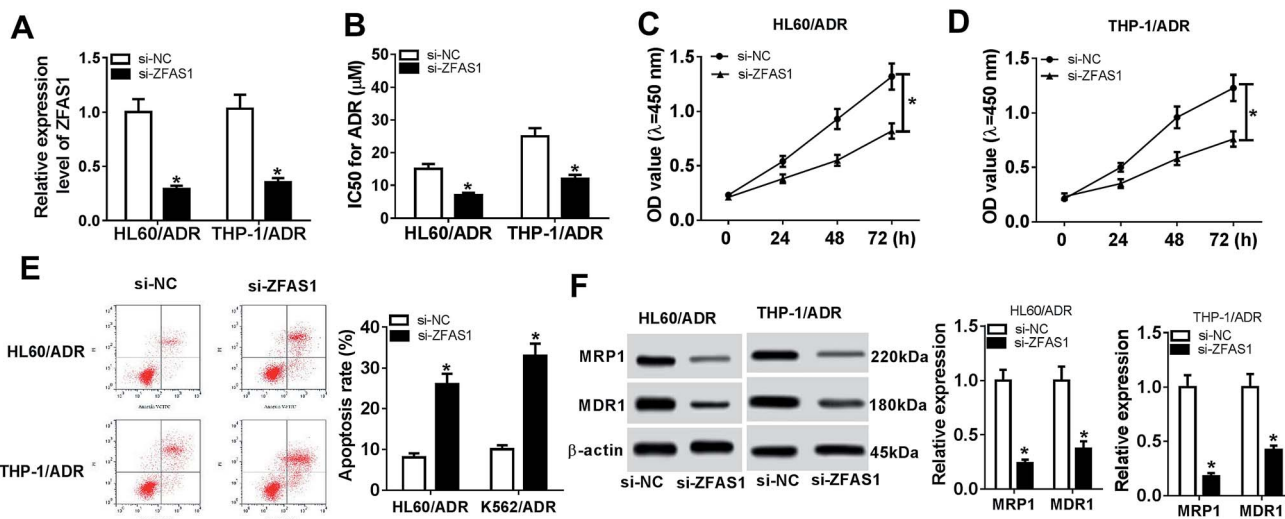 A
Relative expression
level of ZFAS1
1.5
1.0
0.5
0.0
si-NC
si-ZFAS1
*
*
HL60/ADR
THP-1/ADR
B
IC50 for ADR (μM)
50
40
30
20
10
0
si-NC
si-ZFAS1
*
*
HL60/ADR
THP-1/ADR
C
HL60/ADR
OD value (λ=450 nm)
1.5
1.0
0.5
0.0
si-NC
si-ZFAS1
*
0 24 48 72 (h)
D
THP-1/ADR
OD value (λ=450 nm)
1.5
1.0
0.5
0.0
si-NC
si-ZFAS1
*
0 24 48 72 (h)
E
si-NC
si-ZFAS1
HL60/ADR
THP-1/ADR
Apoptosis rate (%)
40
30
20
10
0
si-NC
si-ZFAS1
*
*
HL60/ADR
K562/ADR
F
HL60/ADR
THP-1/ADR
MRP1
220kDa
MDR1
180kDa
β-actin
45kDa
si-NC si-ZFAS1 si-NC si-ZFAS1
HL60/ADR
Relative expression
1.5
1.0
0.5
0.0
si-NC
si-ZFAS1
*
*
MRP1 MDR1
THP-1/ADR
Relative expression
1.5
1.0
0.5
0.0
si-NC
si-ZFAS1
*
*
MRP1 MDR1